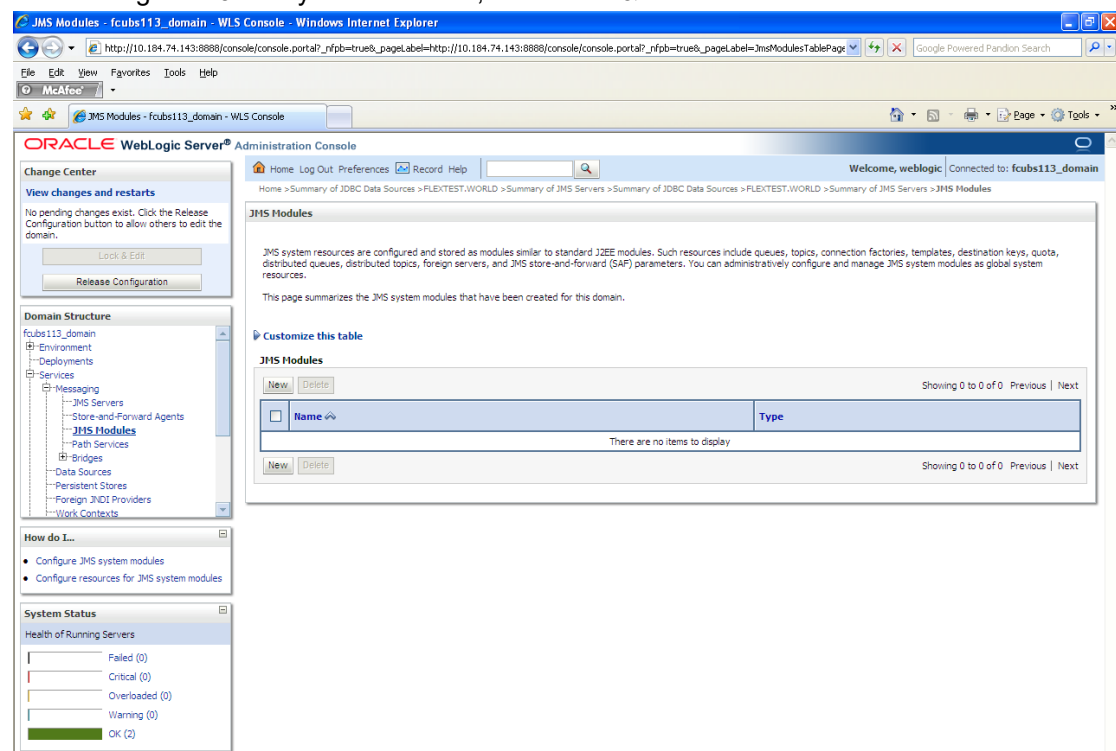 JMS Modules - fcubs113_domain - WLS Console - Windows Internet Explorer
http://10.184.74.143:8888/console/console.portal?_nfpb=true&_pageLabel=http://10.184.74.143:8888/console/console.portal?_nfpb=true&_pageLabel=JmsModulesTablePage
Google Powered Pandion Search
File Edit View Favorites Tools Help
McAfee
JMS Modules - fcubs113_domain - WLS Console
Page Tools »
ORACLE WebLogic Server® Administration Console
Change Center
View changes and restarts
No pending changes exist. Click the Release
Configuration button to allow others to edit the
domain.
Lock & Edit
Release Configuration
Domain Structure
fcubs113_domain
Environment
Deployments
Services
Messaging
JMS Servers
Store-and-Forward Agents
JMS Modules
Path Services
Bridges
Data Sources
Persistent Stores
Foreign JNDI Providers
Work Contexts
How do I...
Configure JMS system modules
Configure resources for JMS system modules
System Status
Health of Running Servers
Failed (0)
Critical (0)
Overloaded (0)
Warning (0)
OK (2)
Home Log Out Preferences Record Help
Welcome, weblogic Connected to: fcubs113_domain
Home >Summary of JDBC Data Sources >FLEXTEST.WORLD >Summary of JMS Servers >Summary of JDBC Data Sources >FLEXTEST.WORLD >Summary of JMS Servers >JMS Modules
JMS Modules
JMS system resources are configured and stored as modules similar to standard J2EE modules. Such resources include queues, topics, connection factories, templates, destination keys, quota,
distributed queues, distributed topics, foreign servers, and JMS store-and-forward (SAF) parameters. You can administratively configure and manage JMS system modules as global system
resources.
This page summarizes the JMS system modules that have been created for this domain.
Customize this table
JMS Modules
New Delete Showing 0 to 0 of 0 Previous | Next
Name Type
There are no items to display
New Delete Showing 0 to 0 of 0 Previous | Next